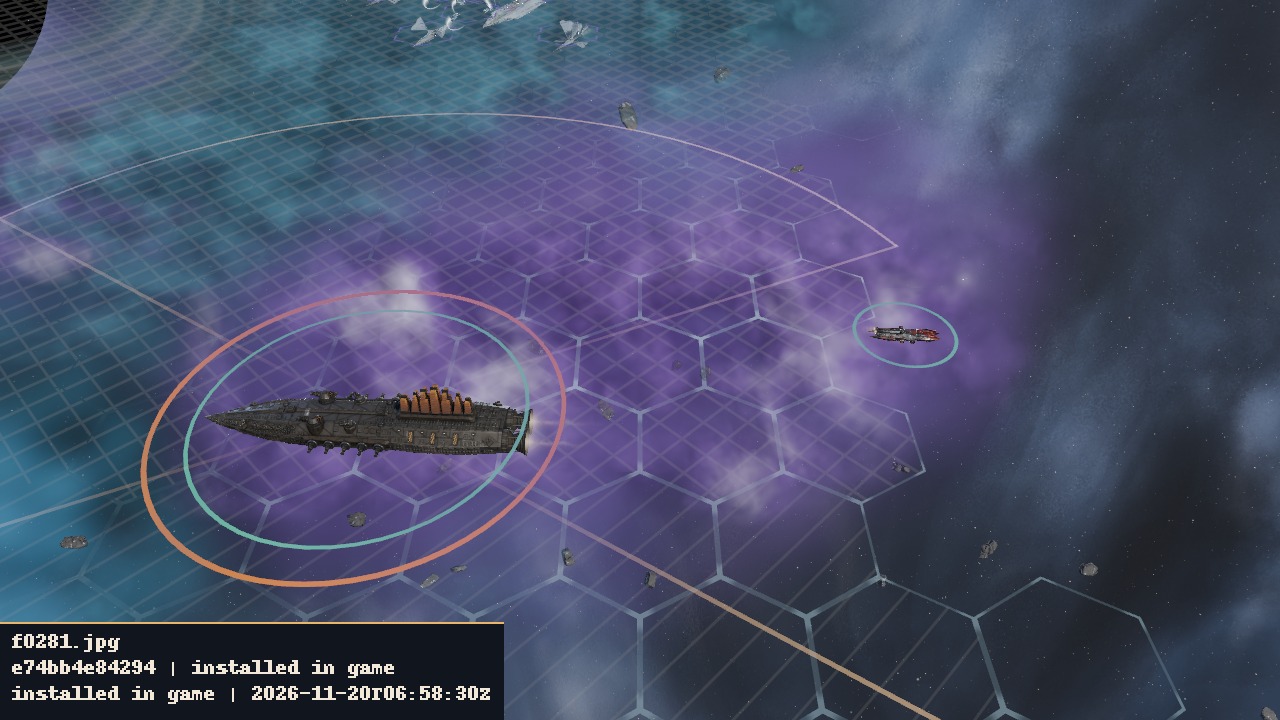 f0281.jpg
e74bb4e84294 | installed in game
installed in game | 2026-11-20T06:58:30Z